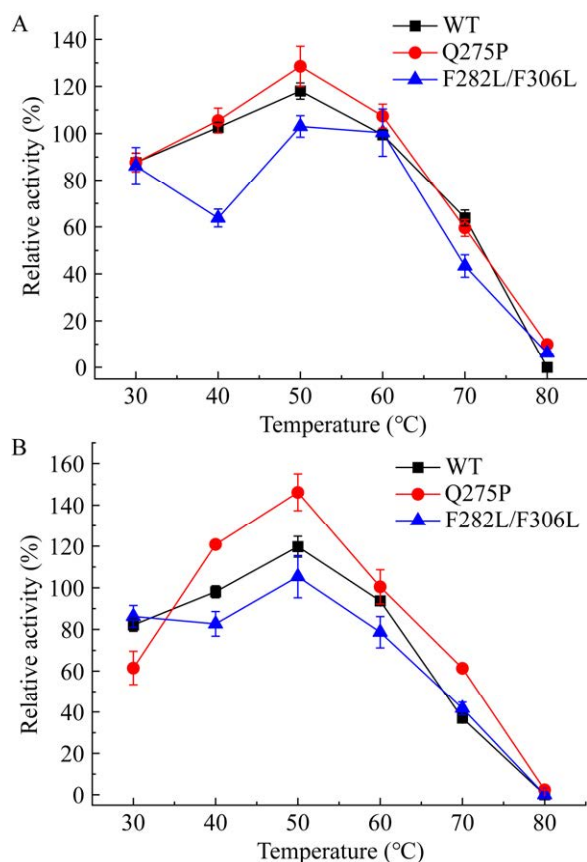 A
WT
Q275P
F282L/F306L
Relative activity (%)
140
120
100
80
60
40
20
0
30 40 50 60 70 80
Temperature (℃)
B
WT
Q275P
F282L/F306L
Relative activity (%)
160
140
120
100
80
60
40
20
0
30 40 50 60 70 80
Temperature (℃)